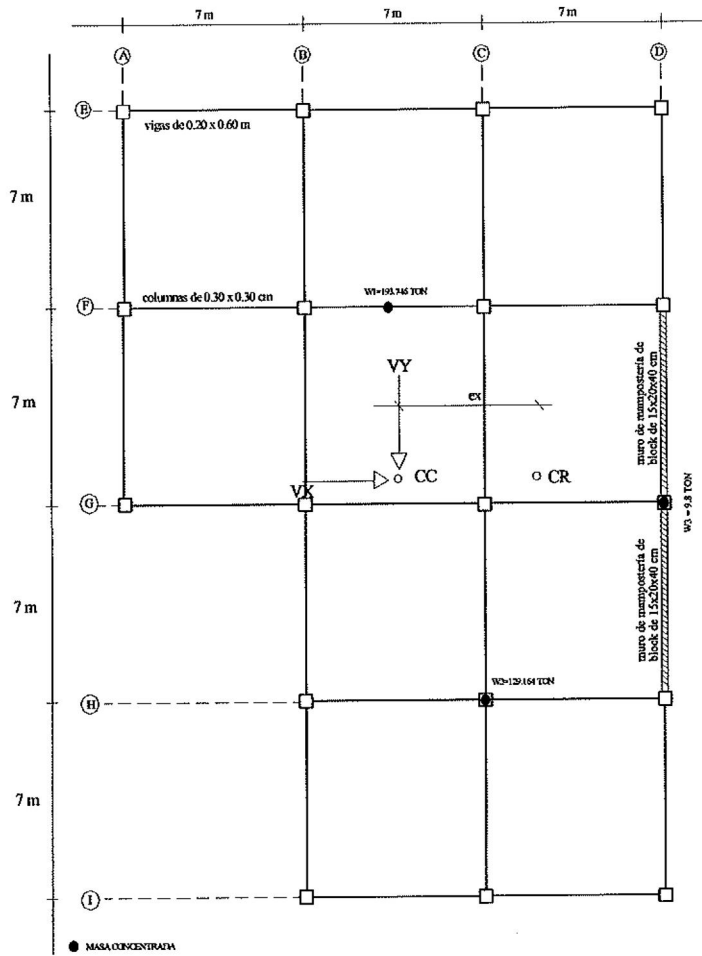 7 m
7 m
7 m
A
B
C
D
E
vigas de 0.20 x 0.60 m
7 m
F
columnas de 0.30 x 0.30 cm
W1=193.746 TON
7 m
VY
ex
muro de mampostería de
block de 15x20x40 cm
VX
CC
CR
G
W3 = 9.8 TON
7 m
muro de mampostería de
block de 15x20x40 cm
W2=129.164 TON
H
7 m
I
MASA CONCENTRADA